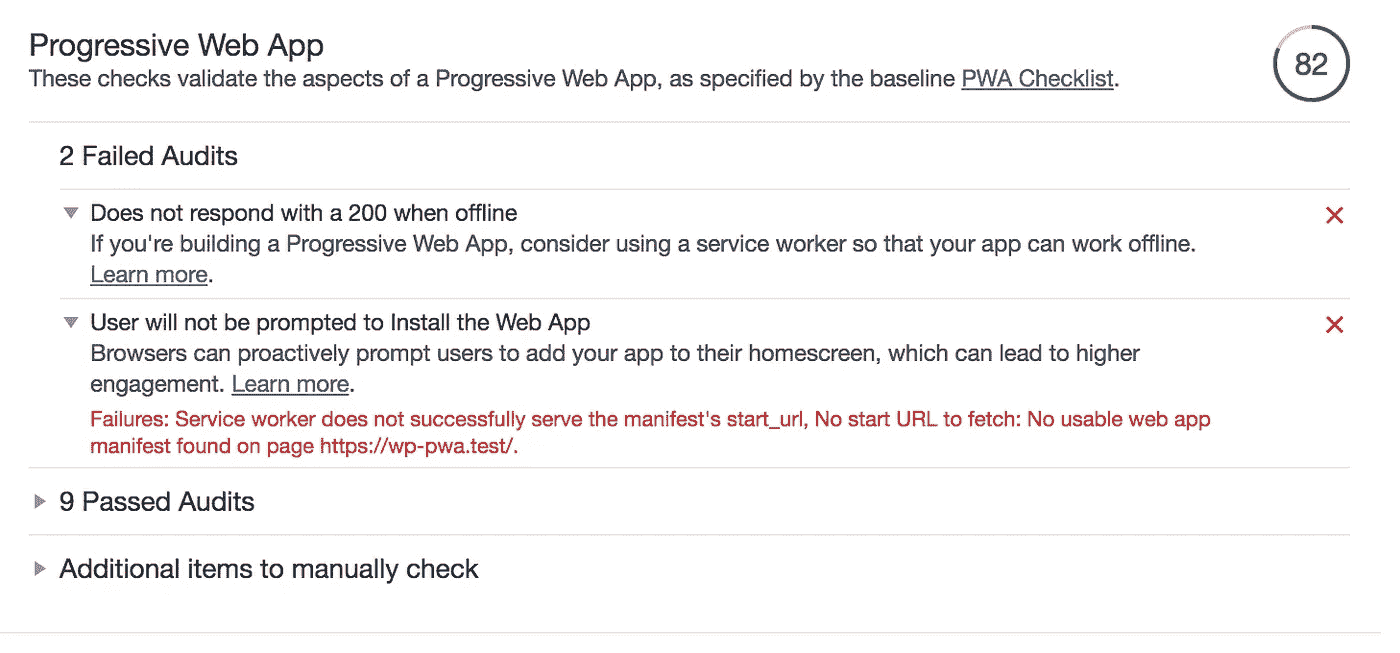 Progressive Web App
82
These checks validate the aspects of a Progressive Web App, as specified by the baseline PWA Checklist.
2 Failed Audits
Does not respond with a 200 when offline
If you're building a Progressive Web App, consider using a service worker so that your app can work offline.
Learn more.
User will not be prompted to Install the Web App
Browsers can proactively prompt users to add your app to their homescreen, which can lead to higher
engagement. Learn more.
Failures: Service worker does not successfully serve the manifest's start_url, No start URL to fetch: No usable web app
manifest found on page https://wp-pwa.test/.
9 Passed Audits
Additional items to manually check